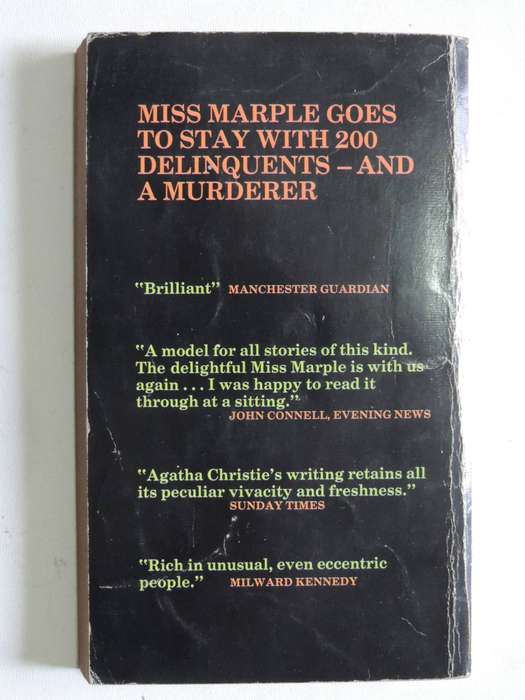 MISS MARPLE GOES
TO STAY WITH 200
DELINQUENTS – AND
A MURDERER
"Brilliant" MANCHESTER GUARDIAN
"A model for all stories of this kind.
The delightful Miss Marple is with us
again . . . I was happy to read it
through at a sitting."
JOHN CONNELL, EVENING NEWS
"Agatha Christie's writing retains all
its peculiar vivacity and freshness."
SUNDAY TIMES
"Rich in unusual, even eccentric
people." MILWARD KENNEDY